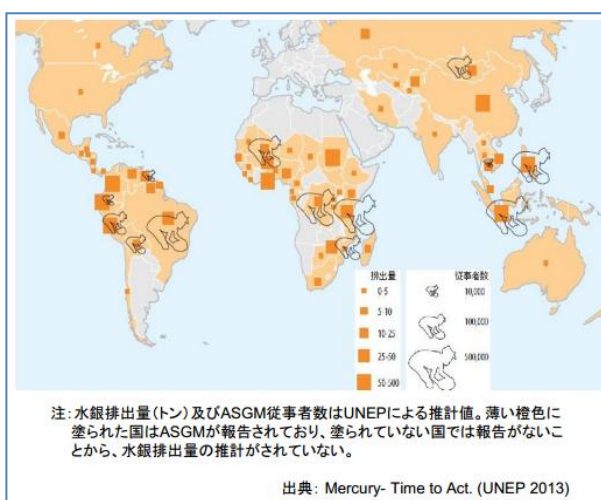 排出量
0-5
5-10
10-25
25-50
50-500
従事者数
10,000
100,000
500,000
注:水銀排出量(トン)及びASGM従事者数はUNEPによる推計値。薄い橙色に
塗られた国はASGMが報告されており、塗られていない国では報告がないこ
とから、水銀排出量の推計がされていない。
出典: Mercury- Time to Act. (UNEP 2013)